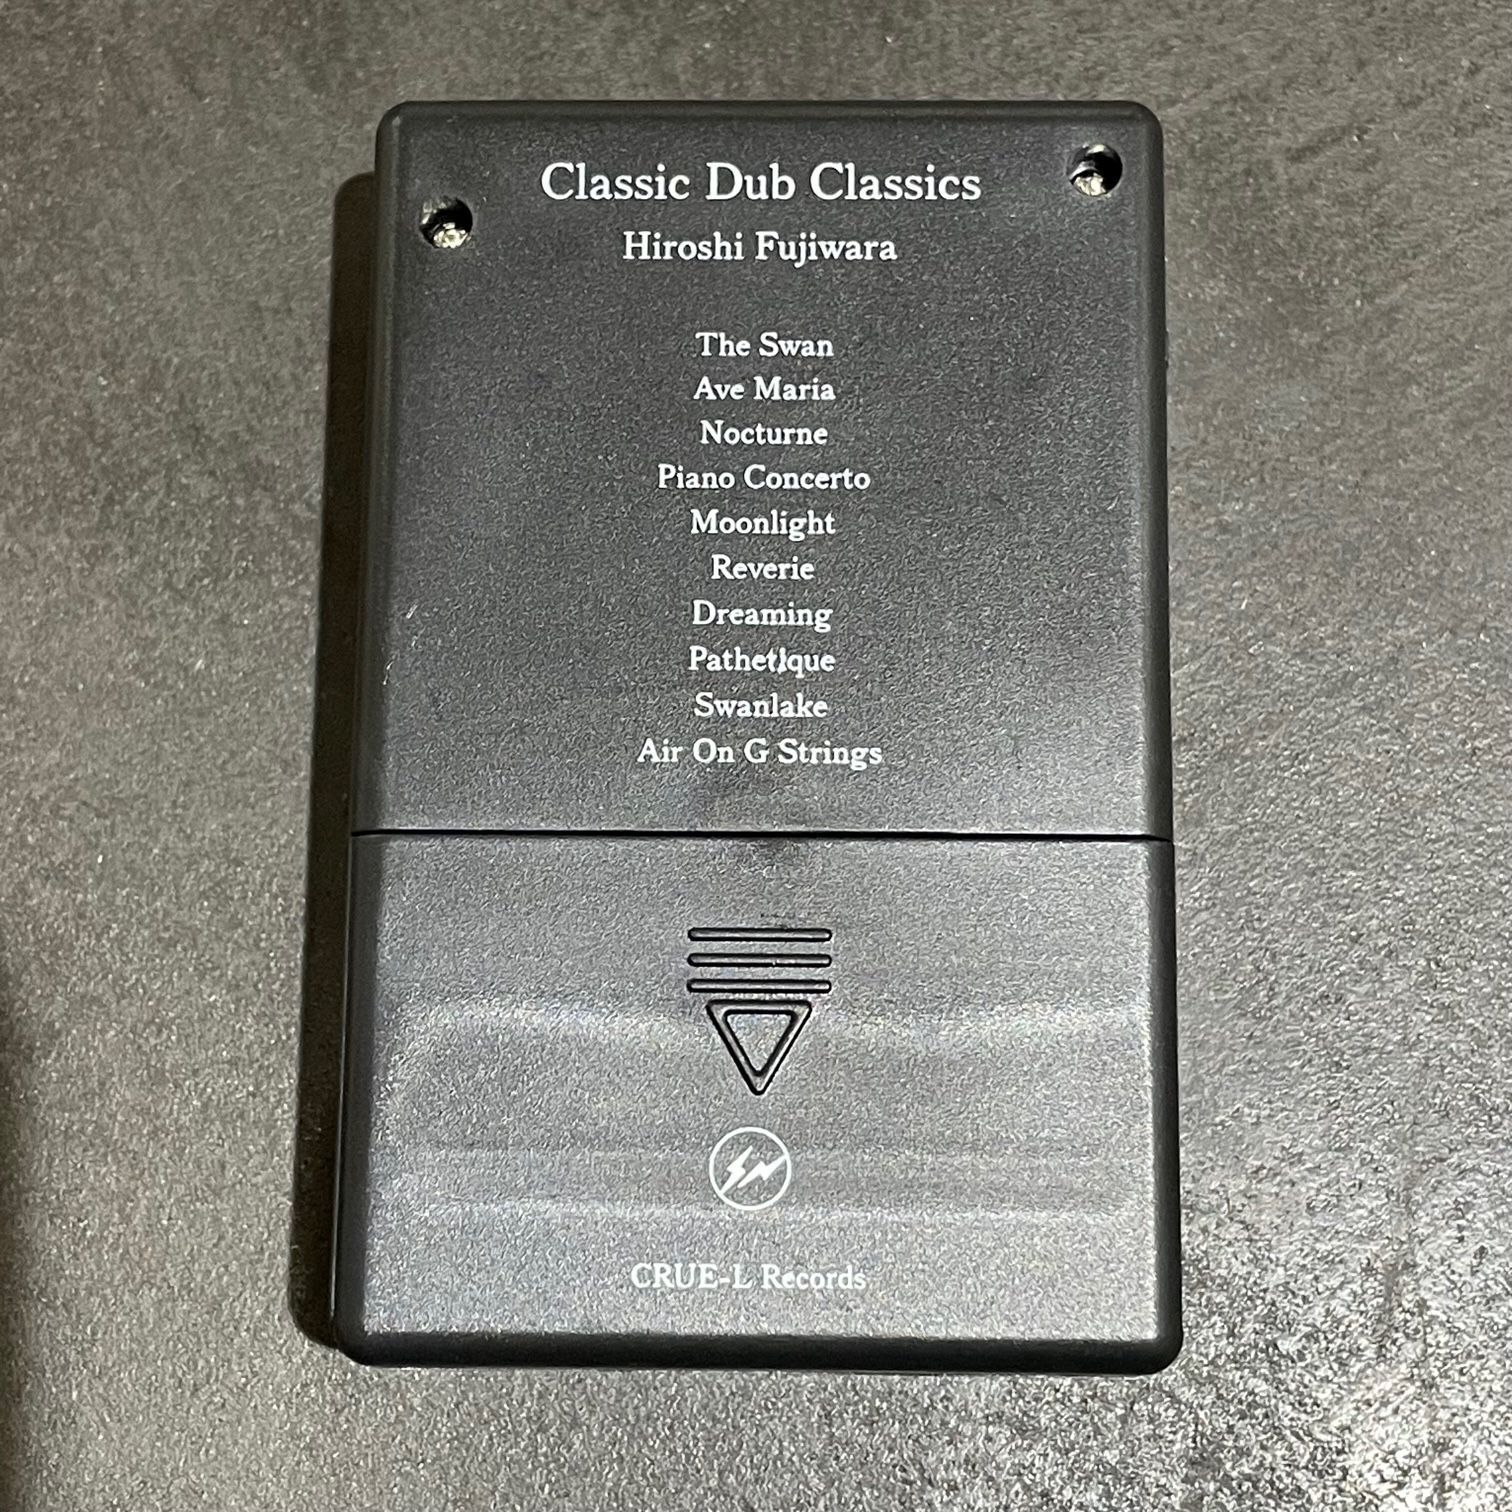 Classic Dub Classics
Hiroshi Fujiwara
The Swan
Ave Maria
Nocturne
Piano Concerto
Moonlight
Reverie
Dreaming
Pathetique
Swanlake
Air On G Strings
CRUE-L Records